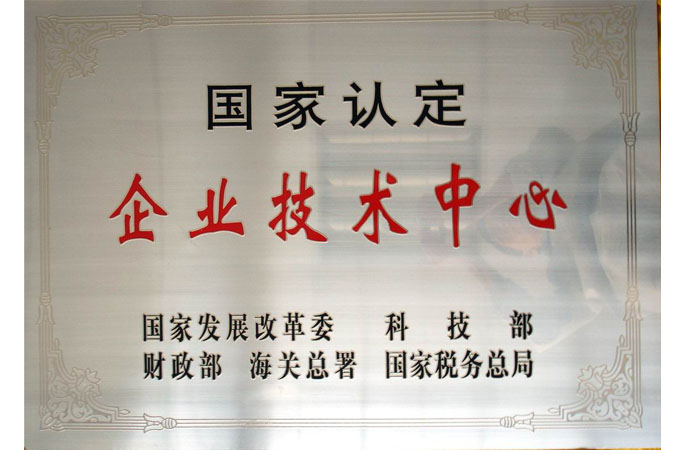 国家认定
企业技术中心
国家发展改革委 科技部
财政部 海关总署 国家税务总局